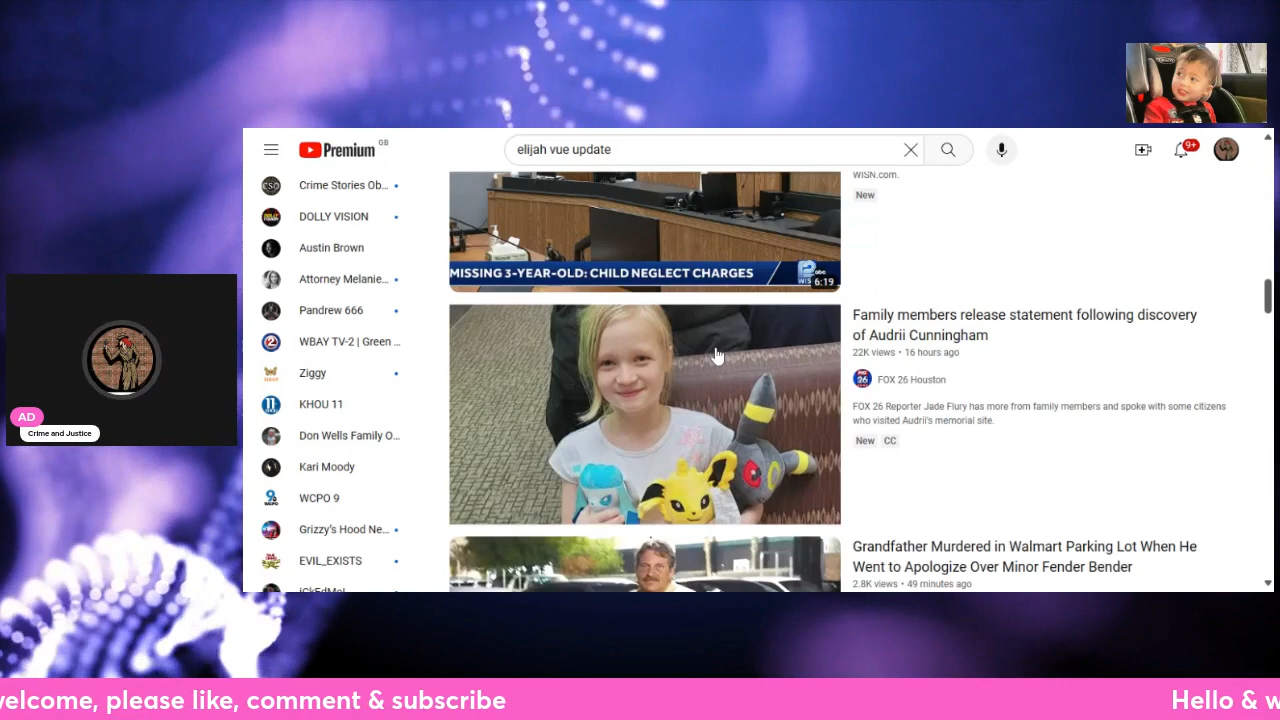 Premium GB
elijah vue update
9+
Crime Stories Ob...
DOLLY VISION
Austin Brown
Attorney Melanie...
Pandrew 666
WBAY TV-2 | Green ...
Ziggy
KHOU 11
Don Wells Family O...
Kari Moody
WCPO 9
Grizzy's Hood Ne...
EVIL_EXISTS
WISN.com.
New
MISSING 3-YEAR-OLD: CHILD NEGLECT CHARGES
12 abc
WIS
6:19
Family members release statement following discovery
of Audrii Cunningham
22K views • 16 hours ago
FOX 26 Houston
FOX 26 Reporter Jade Flury has more from family members and spoke with some citizens
who visited Audrii's memorial site.
New CC
Grandfather Murdered in Walmart Parking Lot When He
Went to Apologize Over Minor Fender Bender
2.8K views • 49 minutes ago
AD
Crime and Justice
welcome, please like, comment & subscribe
Hello & w